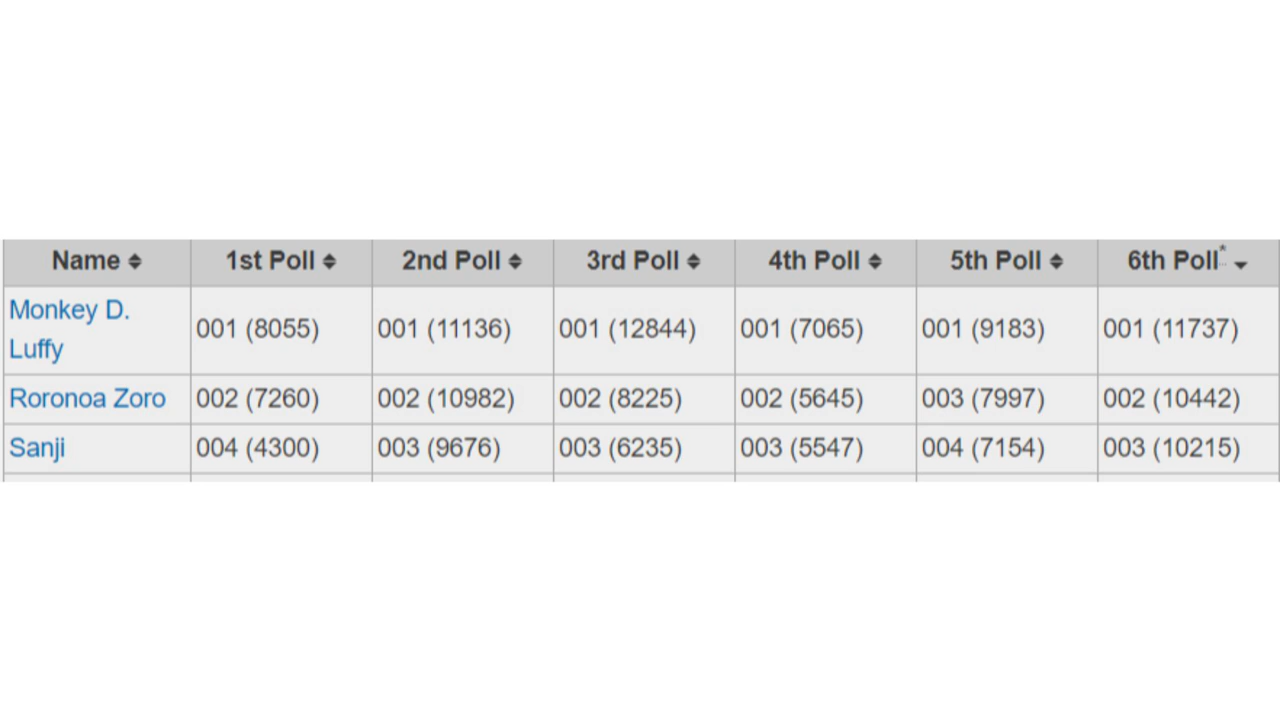 Name 1st Poll 2nd Poll 3rd Poll 4th Poll 5th Poll 6th Poll*
Monkey D. Luffy 001 (8055) 001 (11136) 001 (12844) 001 (7065) 001 (9183) 001 (11737)
Roronoa Zoro 002 (7260) 002 (10982) 002 (8225) 002 (5645) 003 (7997) 002 (10442)
Sanji 004 (4300) 003 (9676) 003 (6235) 003 (5547) 004 (7154) 003 (10215)